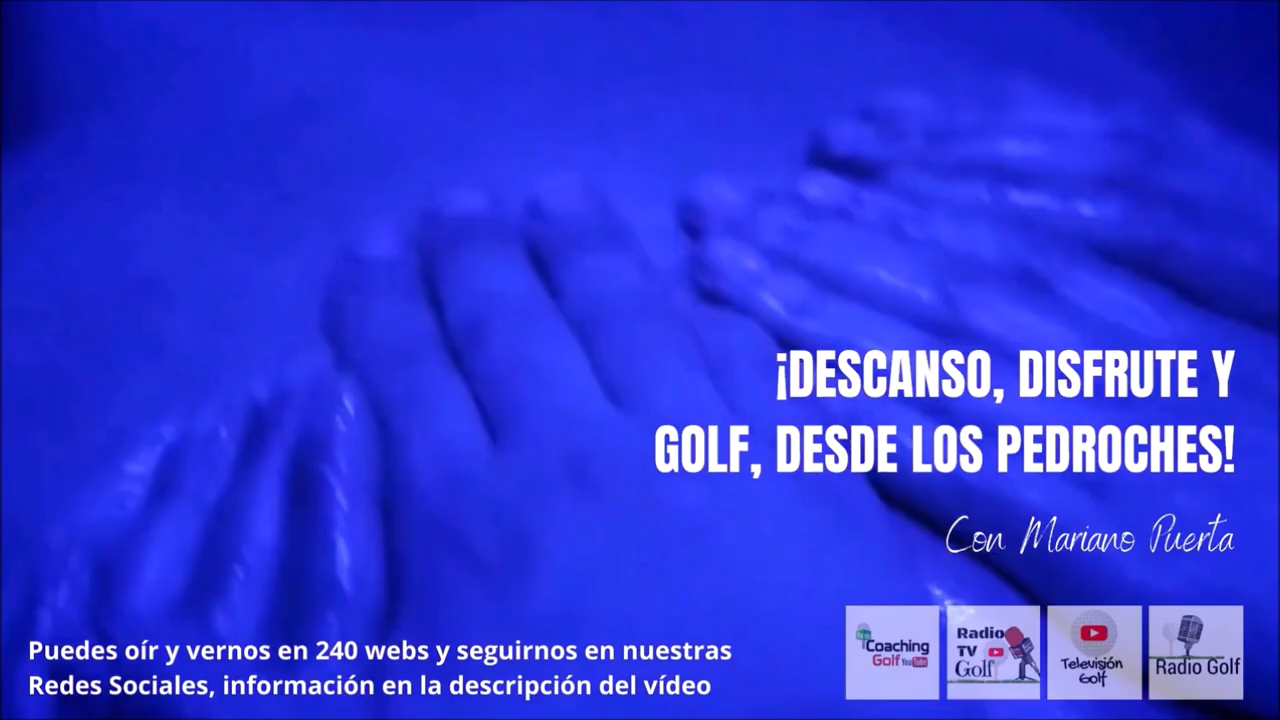 ¡DESCANSO, DISFRUTE Y
GOLF, DESDE LOS PEDROCHES!
Con Mariano Puerta
Puedes oír y vernos en 240 webs y seguirnos en nuestras
Redes Sociales, información en la descripción del vídeo
Coaching
Golf YouTube
Radio
TV
Golf
Televisión
Golf
Radio Golf